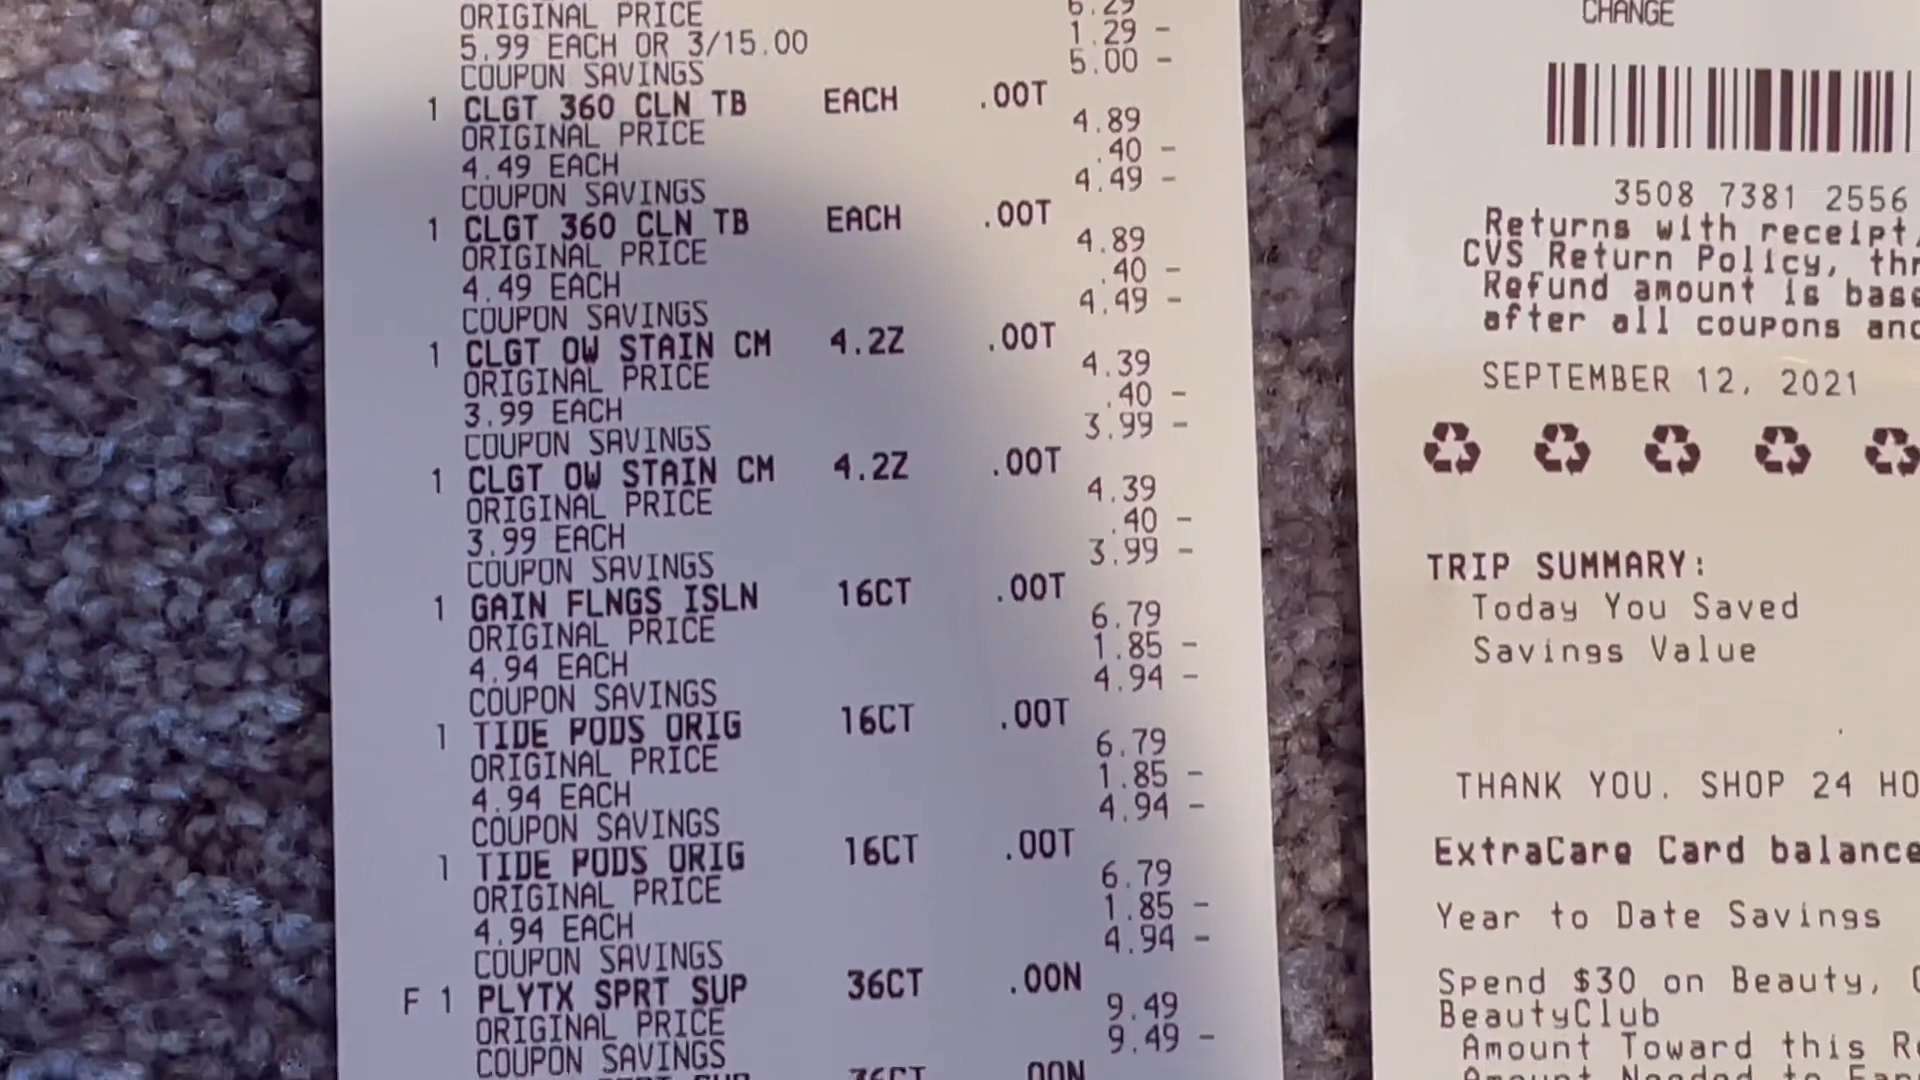 ORIGINAL PRICE 6.29
5.99 EACH OR 3/15.00 1.29 -
COUPON SAVINGS 5.00 -
1 CLGT 360 CLN TB EACH .00T
ORIGINAL PRICE 4.89
4.49 EACH .40 -
COUPON SAVINGS 4.49 -
1 CLGT 360 CLN TB EACH .00T
ORIGINAL PRICE 4.89
4.49 EACH .40 -
COUPON SAVINGS 4.49 -
1 CLGT OW STAIN CM 4.2Z .00T
ORIGINAL PRICE 4.39
3.99 EACH .40 -
COUPON SAVINGS 3.99 -
1 CLGT OW STAIN CM 4.2Z .00T
ORIGINAL PRICE 4.39
3.99 EACH .40 -
COUPON SAVINGS 3.99 -
1 GAIN FLNGS ISLN 16CT .00T
ORIGINAL PRICE 6.79
4.94 EACH 1.85 -
COUPON SAVINGS 4.94 -
1 TIDE PODS ORIG 16CT .00T
ORIGINAL PRICE 6.79
4.94 EACH 1.85 -
COUPON SAVINGS 4.94 -
1 TIDE PODS ORIG 16CT .00T
ORIGINAL PRICE 6.79
4.94 EACH 1.85 -
COUPON SAVINGS 4.94 -
F 1 PLYTX SPRT SUP 36CT .00N
ORIGINAL PRICE 9.49
COUPON SAVINGS 9.49 -
36CT .00N
CHANGE
3508 7381 2556
Returns with receipt,
CVS Return Policy, thr
Refund amount is base
after all coupons and
SEPTEMBER 12, 2021
TRIP SUMMARY:
Today You Saved
Savings Value
THANK YOU. SHOP 24 HO
ExtraCare Card balance
Year to Date Savings
Spend $30 on Beauty,
BeautyClub
Amount Toward this R
Amount Needed to Ear